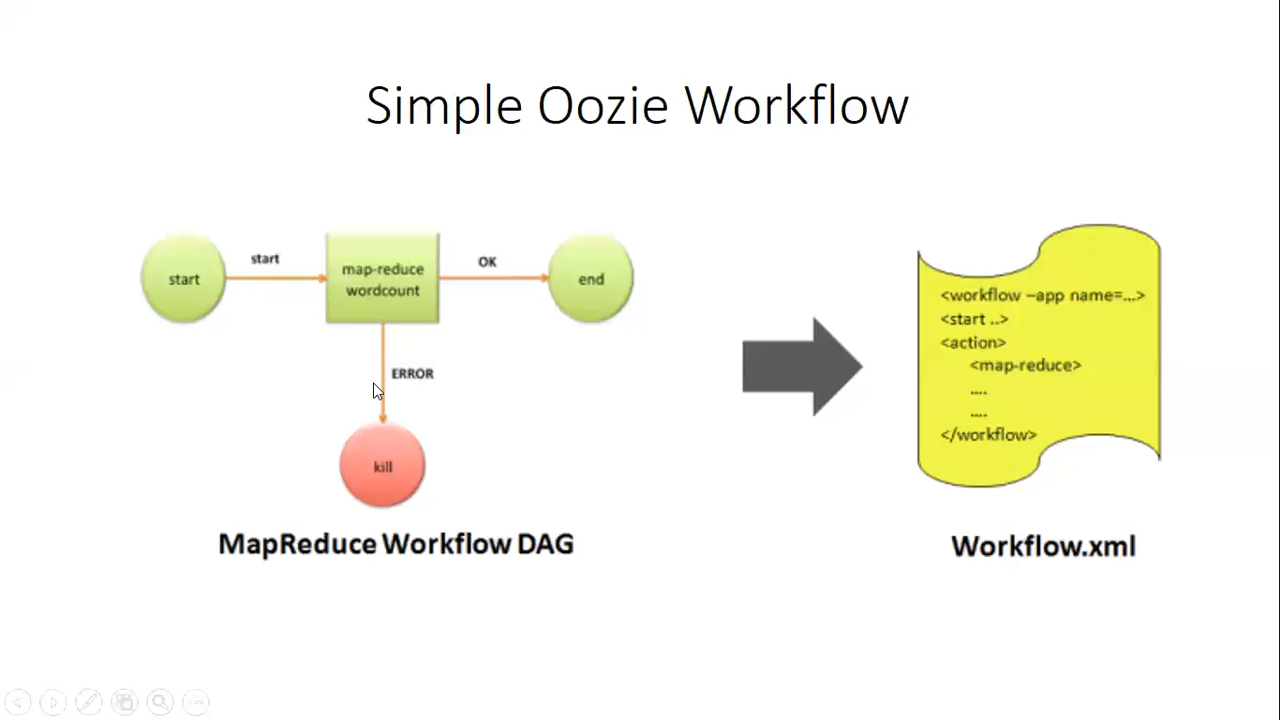 Simple Oozie Workflow
start
start
map-reduce
wordcount
OK
end
ERROR
kill
MapReduce Workflow DAG
<workflow –app name=...>
<start ..>
<action>
<map-reduce>
....
....
</workflow>
Workflow.xml